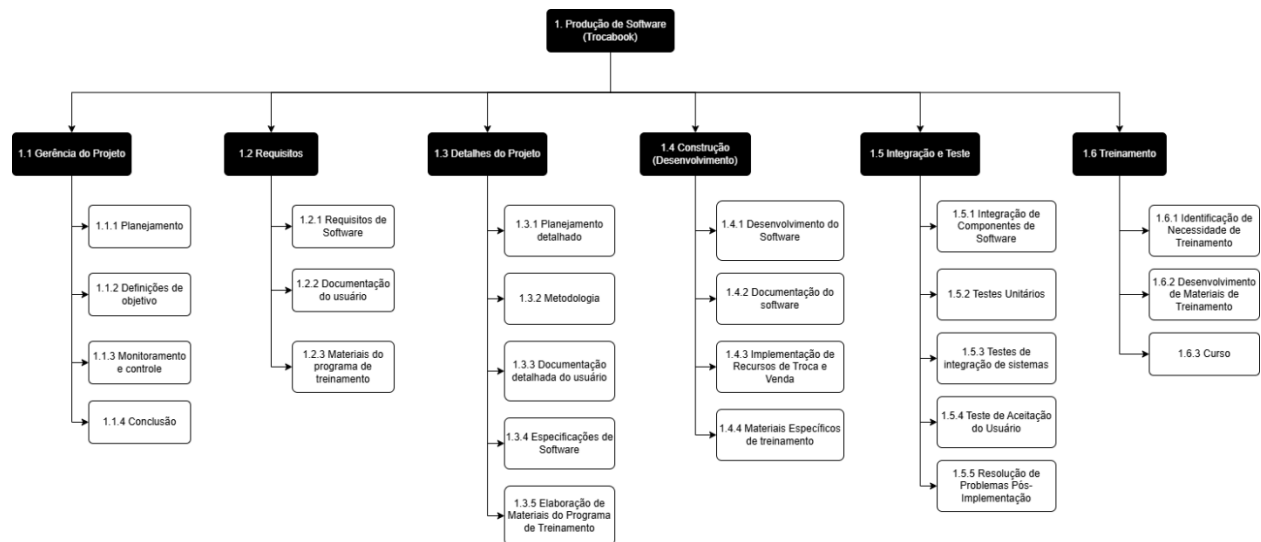 1. Produção de Software
(Trocabook)
1.1 Gerência do Projeto
1.1.1 Planejamento
1.1.2 Definições de
objetivo
1.1.3 Monitoramento
e controle
1.1.4 Conclusão
1.2 Requisitos
1.2.1 Requisitos de
Software
1.2.2 Documentação
do usuário
1.2.3 Materiais do
programa de
treinamento
1.3 Detalhes do Projeto
1.3.1 Planejamento
detalhado
1.3.2 Metodologia
1.3.3 Documentação
detalhada do usuário
1.3.4 Especificações de
Software
1.3.5 Elaboração de
Materiais do Programa
de Treinamento
1.4 Construção
(Desenvolvimento)
1.4.1 Desenvolvimento do
Software
1.4.2 Documentação do
software
1.4.3 Implementação de
Recursos de Troca e
Venda
1.4.4 Materiais Específicos
de treinamento
1.5 Integração e Teste
1.5.1 Integração de
Componentes de
Software
1.5.2 Testes Unitários
1.5.3 Testes de
integração de sistemas
1.5.4 Teste de Aceitação
do Usuário
1.5.5 Resolução de
Problemas Pós-
Implementação
1.6 Treinamento
1.6.1 Identificação de
Necessidade de
Treinamento
1.6.2 Desenvolvimento
de Materiais de
Treinamento
1.6.3 Curso